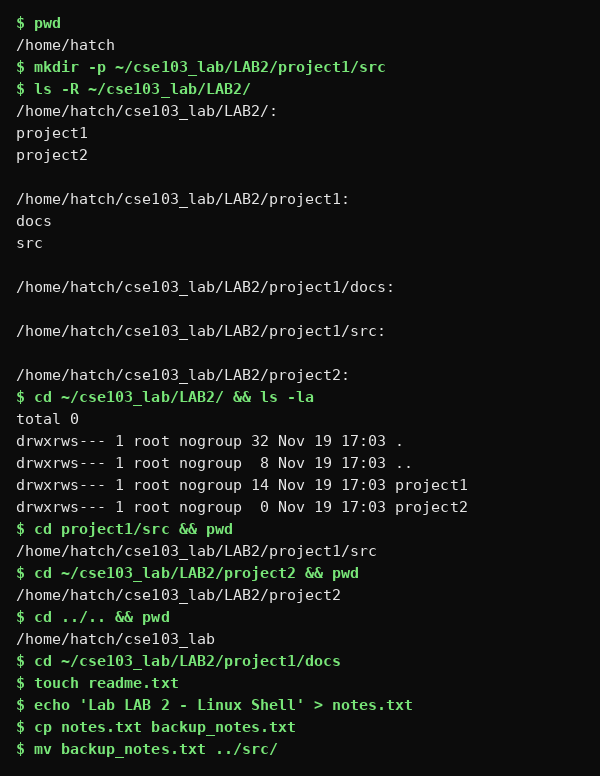 $ pwd
/home/hatch
$ mkdir -p ~/cse103_lab/LAB2/project1/src
$ ls -R ~/cse103_lab/LAB2/
/home/hatch/cse103_lab/LAB2/:
project1
project2

/home/hatch/cse103_lab/LAB2/project1:
docs
src

/home/hatch/cse103_lab/LAB2/project1/docs:

/home/hatch/cse103_lab/LAB2/project1/src:

/home/hatch/cse103_lab/LAB2/project2:
$ cd ~/cse103_lab/LAB2/ && ls -la
total 0
drwxrws--- 1 root nogroup 32 Nov 19 17:03 .
drwxrws--- 1 root nogroup  8 Nov 19 17:03 ..
drwxrws--- 1 root nogroup 14 Nov 19 17:03 project1
drwxrws--- 1 root nogroup  0 Nov 19 17:03 project2
$ cd project1/src && pwd
/home/hatch/cse103_lab/LAB2/project1/src
$ cd ~/cse103_lab/LAB2/project2 && pwd
/home/hatch/cse103_lab/LAB2/project2
$ cd ../.. && pwd
/home/hatch/cse103_lab
$ cd ~/cse103_lab/LAB2/project1/docs
$ touch readme.txt
$ echo 'Lab LAB 2 - Linux Shell' > notes.txt
$ cp notes.txt backup_notes.txt
$ mv backup_notes.txt ../src/